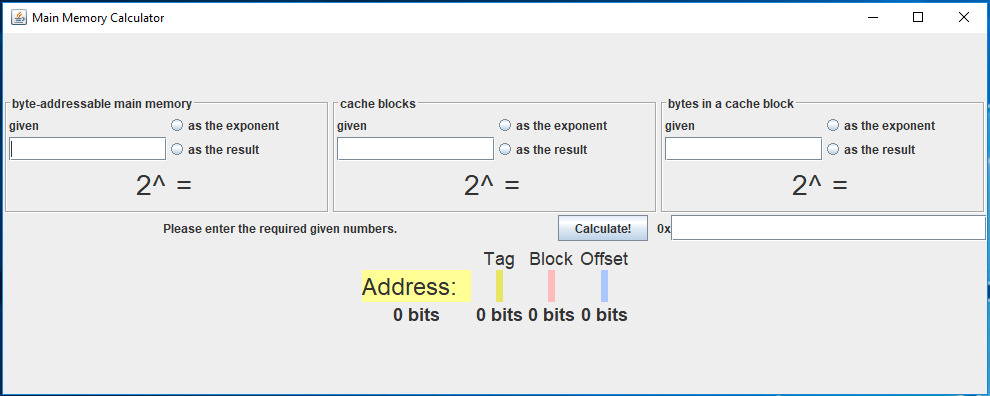 Main Memory Calculator
byte-addressable main memory
given
as the exponent
as the result
2^ =
cache blocks
given
as the exponent
as the result
2^ =
bytes in a cache block
given
as the exponent
as the result
2^ =
Please enter the required given numbers.
Calculate!
0x
Tag Block Offset
Address:
0 bits 0 bits 0 bits 0 bits